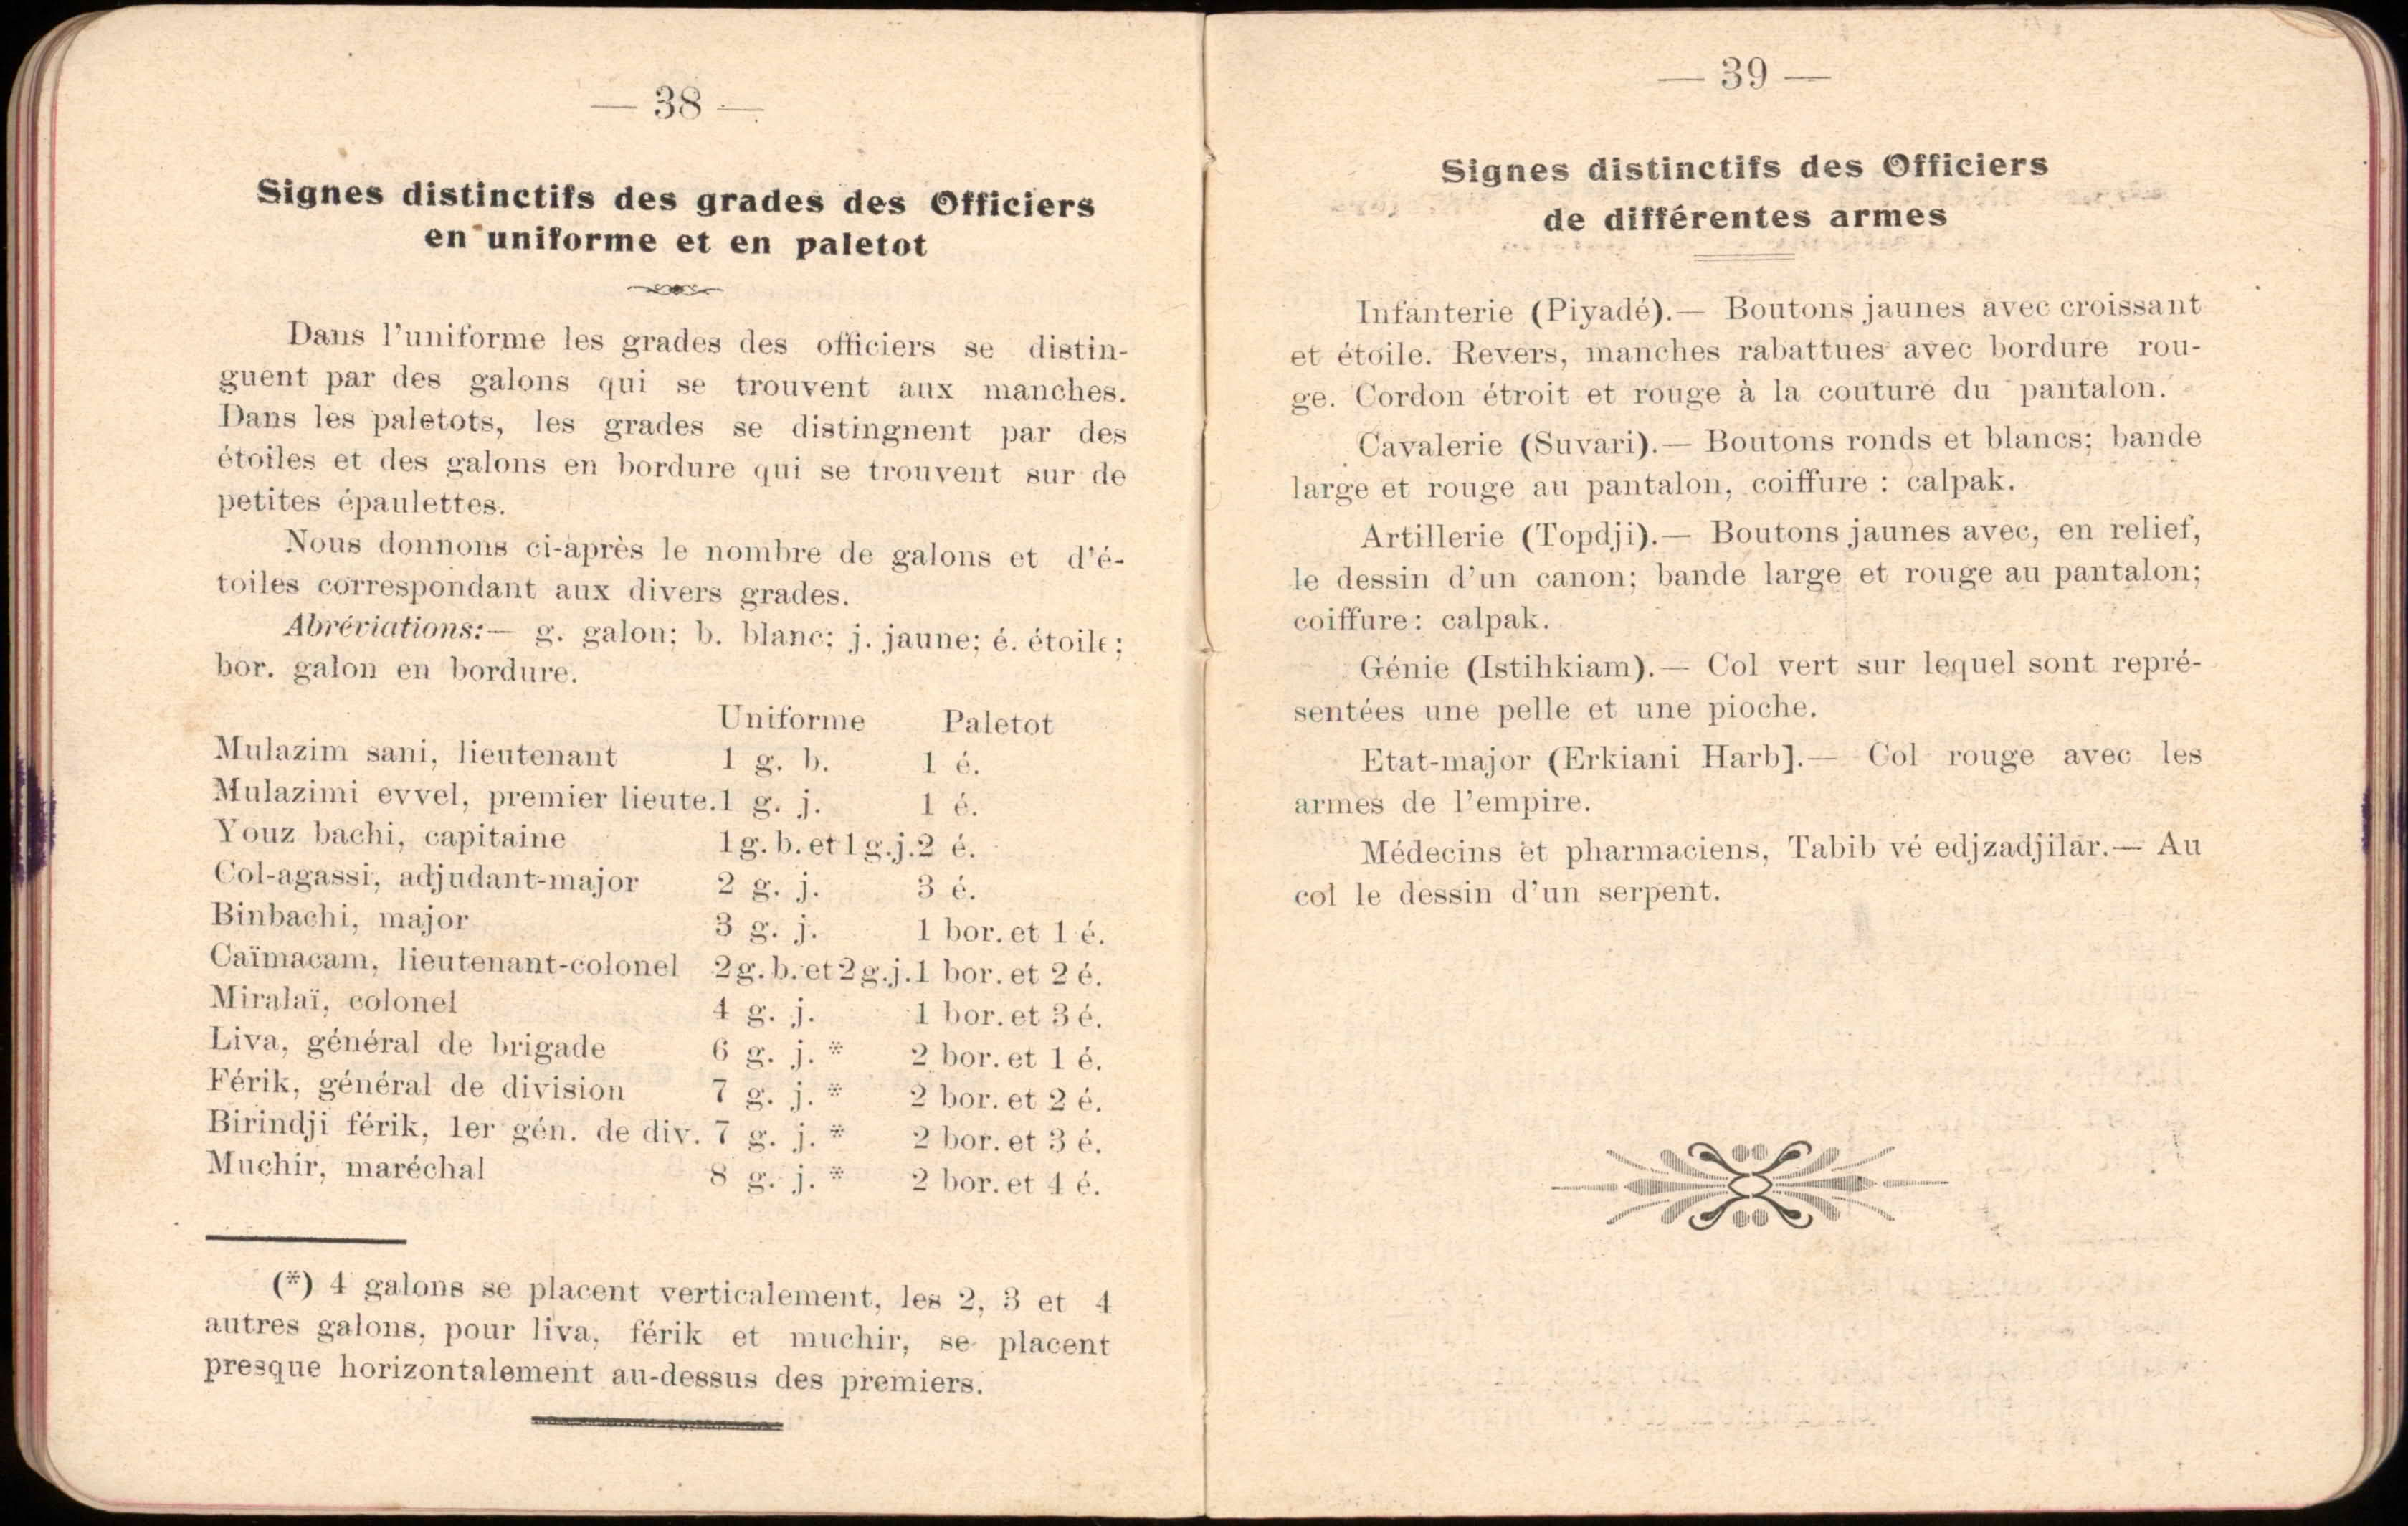 — 38 —
Signes distinctifs des grades des Officiers
en uniforme et en paletot
Dans l'uniforme les grades des officiers se distin-
guent par des galons qui se trouvent aux manches.
Dans les paletots, les grades se distingnent par des
étoiles et des galons en bordure qui se trouvent sur de
petites épaulettes.
Nous donnons ci-après le nombre de galons et d'é-
toiles correspondant aux divers grades.
Abréviations:— g. galon; b. blanc; j. jaune; é. étoile;
bor. galon en bordure.
Uniforme Paletot
Mulazim sani, lieutenant 1 g. b. 1 é.
Mulazimi evvel, premier lieute. 1 g. j. 1 é.
Youz bachi, capitaine 1 g. b. et 1 g. j. 2 é.
Col-agassi, adjudant-major 2 g. j. 3 é.
Binbachi, major 3 g. j. 1 bor. et 1 é.
Caïmacam, lieutenant-colonel 2 g. b. et 2 g. j. 1 bor. et 2 é.
Miralaï, colonel 4 g. j. 1 bor. et 3 é.
Liva, général de brigade 6 g. j. * 2 bor. et 1 é.
Férik, général de division 7 g. j. * 2 bor. et 2 é.
Birindji férik, 1er gén. de div. 7 g. j. * 2 bor. et 3 é.
Muchir, maréchal 8 g. j. * 2 bor. et 4 é.
(*) 4 galons se placent verticalement, les 2, 3 et 4
autres galons, pour liva, férik et muchir, se placent
presque horizontalement au-dessus des premiers.
— 39 —
Signes distinctifs des Officiers
de différentes armes
Infanterie (Piyadé).— Boutons jaunes avec croissant
et étoile. Revers, manches rabattues avec bordure rou-
ge. Cordon étroit et rouge à la couture du pantalon.
Cavalerie (Suvari).— Boutons ronds et blancs; bande
large et rouge au pantalon, coiffure : calpak.
Artillerie (Topdji).— Boutons jaunes avec, en relief,
le dessin d'un canon; bande large et rouge au pantalon;
coiffure: calpak.
Génie (Istihkiam).— Col vert sur lequel sont repré-
sentées une pelle et une pioche.
Etat-major (Erkiani Harb].— Col rouge avec les
armes de l'empire.
Médecins et pharmaciens, Tabib vé edjzadjilar.— Au
col le dessin d'un serpent.